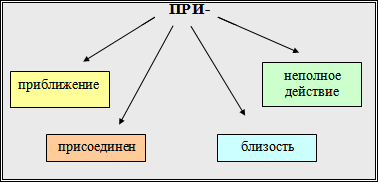 ПРИ-
приближение
неполное
действие
присоединен
близость